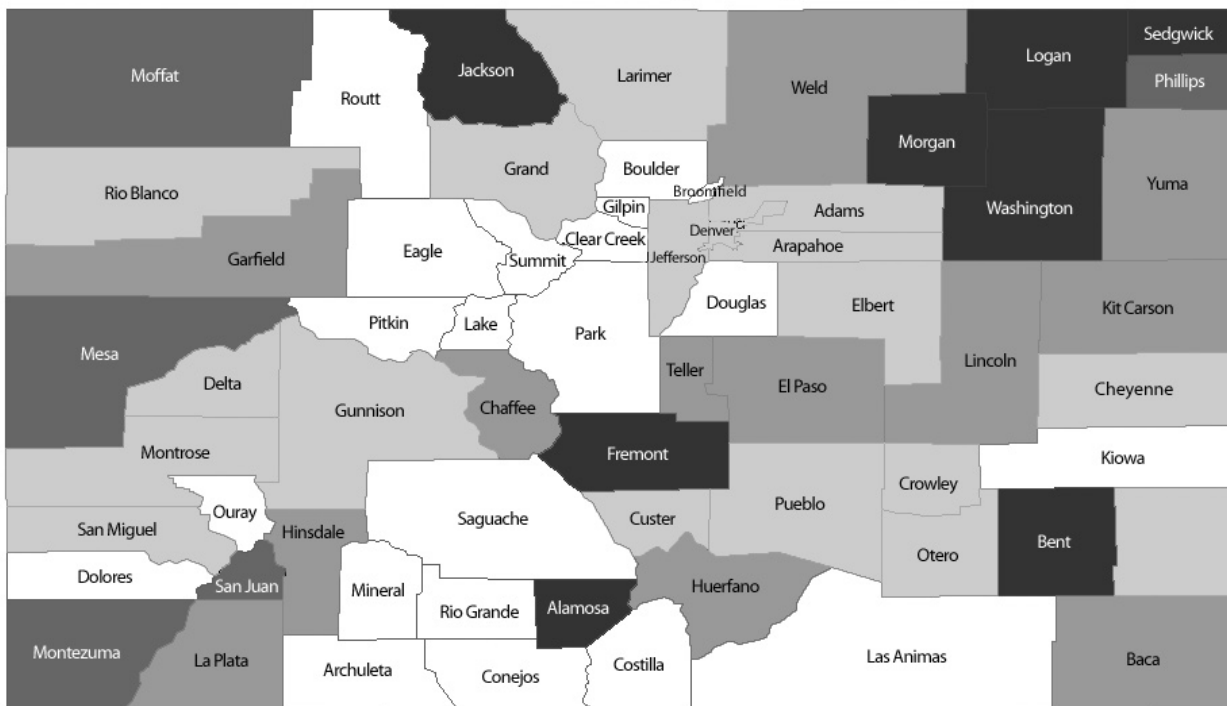 Sedgwick
Logan
Jackson
Moffat
Larimer
Phillips
Weld
Routt
Morgan
Grand
Boulder
Yuma
Rio Blanco
Broomfield
Gilpin
Washington
Adams
Denver
Clear Creek
Arapahoe
Eagle
Garfield
Summit
Jefferson
Douglas
Elbert
Kit Carson
Pitkin
Lake
Park
Mesa
Lincoln
Teller
Delta
El Paso
Cheyenne
Gunnison
Chaffee
Montrose
Fremont
Kiowa
Crowley
Pueblo
Ouray
Saguache
Custer
San Miguel
Hinsdale
Bent
Otero
Dolores
San Juan
Mineral
Huerfano
Rio Grande
Alamosa
Montezuma
La Plata
Las Animas
Baca
Costilla
Archuleta
Conejos